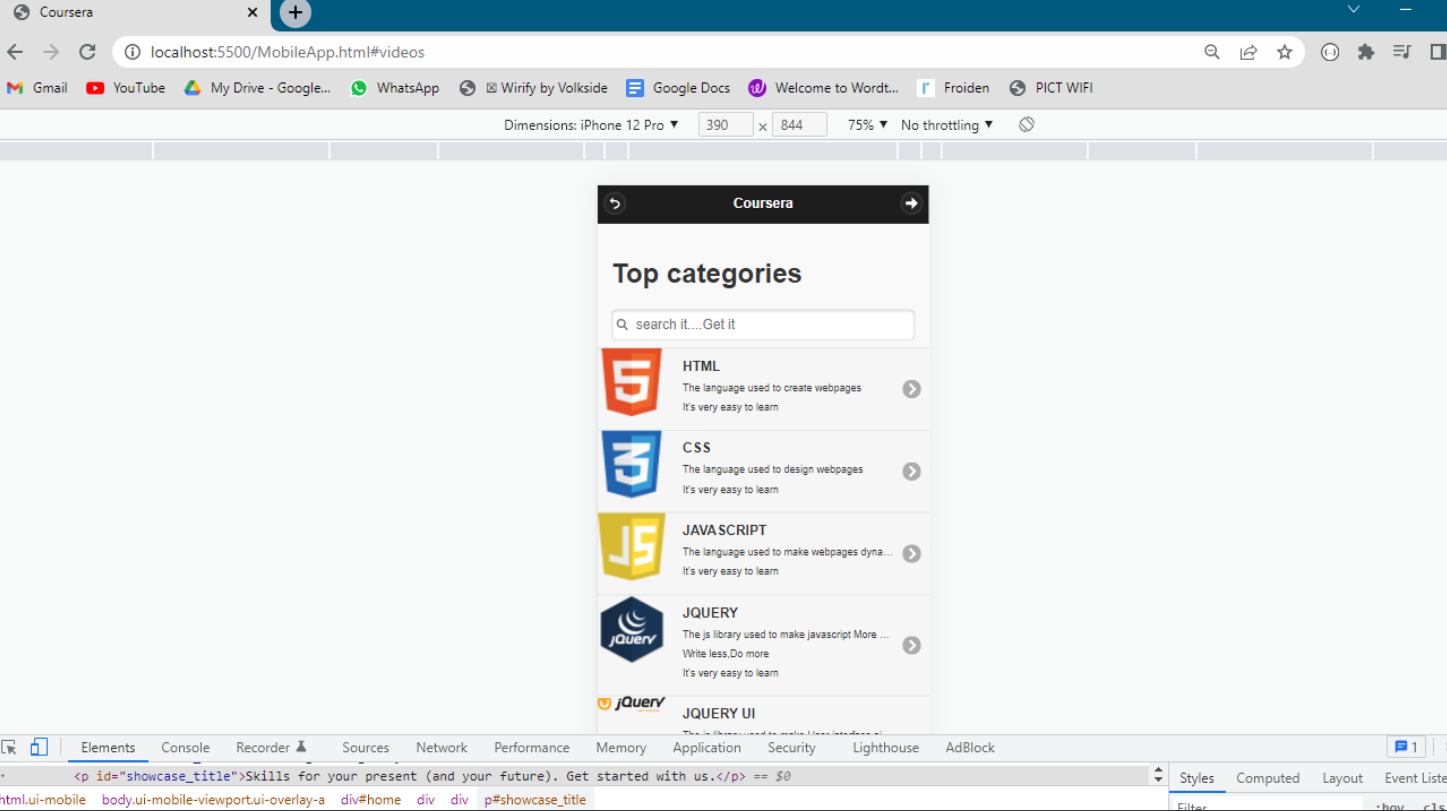 Coursera
localhost:5500/MobileApp.html#videos
Gmail YouTube My Drive - Google... WhatsApp Wirify by Volkside Google Docs Welcome to Wordt... Froiden PICT WIFI
Dimensions: iPhone 12 Pro ▼ 390 x 844 75% ▼ No throttling ▼
Coursera
Top categories
search it....Get it
HTML
The language used to create webpages
It's very easy to learn
CSS
The language used to design webpages
It's very easy to learn
JS
JAVASCRIPT
The language used to make webpages dyna...
It's very easy to learn
jQuery
JQUERY
The js library used to make javascript More ...
Write less,Do more
It's very easy to learn
jQuery
JQUERY UI
Elements Console Recorder Sources Network Performance Memory Application Security Lighthouse AdBlock 1
<p id="showcase_title">Skills for your present (and your future). Get started with us.</p> == $0
Styles Computed Layout Event Liste
html.ui-mobile body.ui-mobile-viewport.ui-overlay-a div#home div div p#showcase_title
Filter :hov .cls